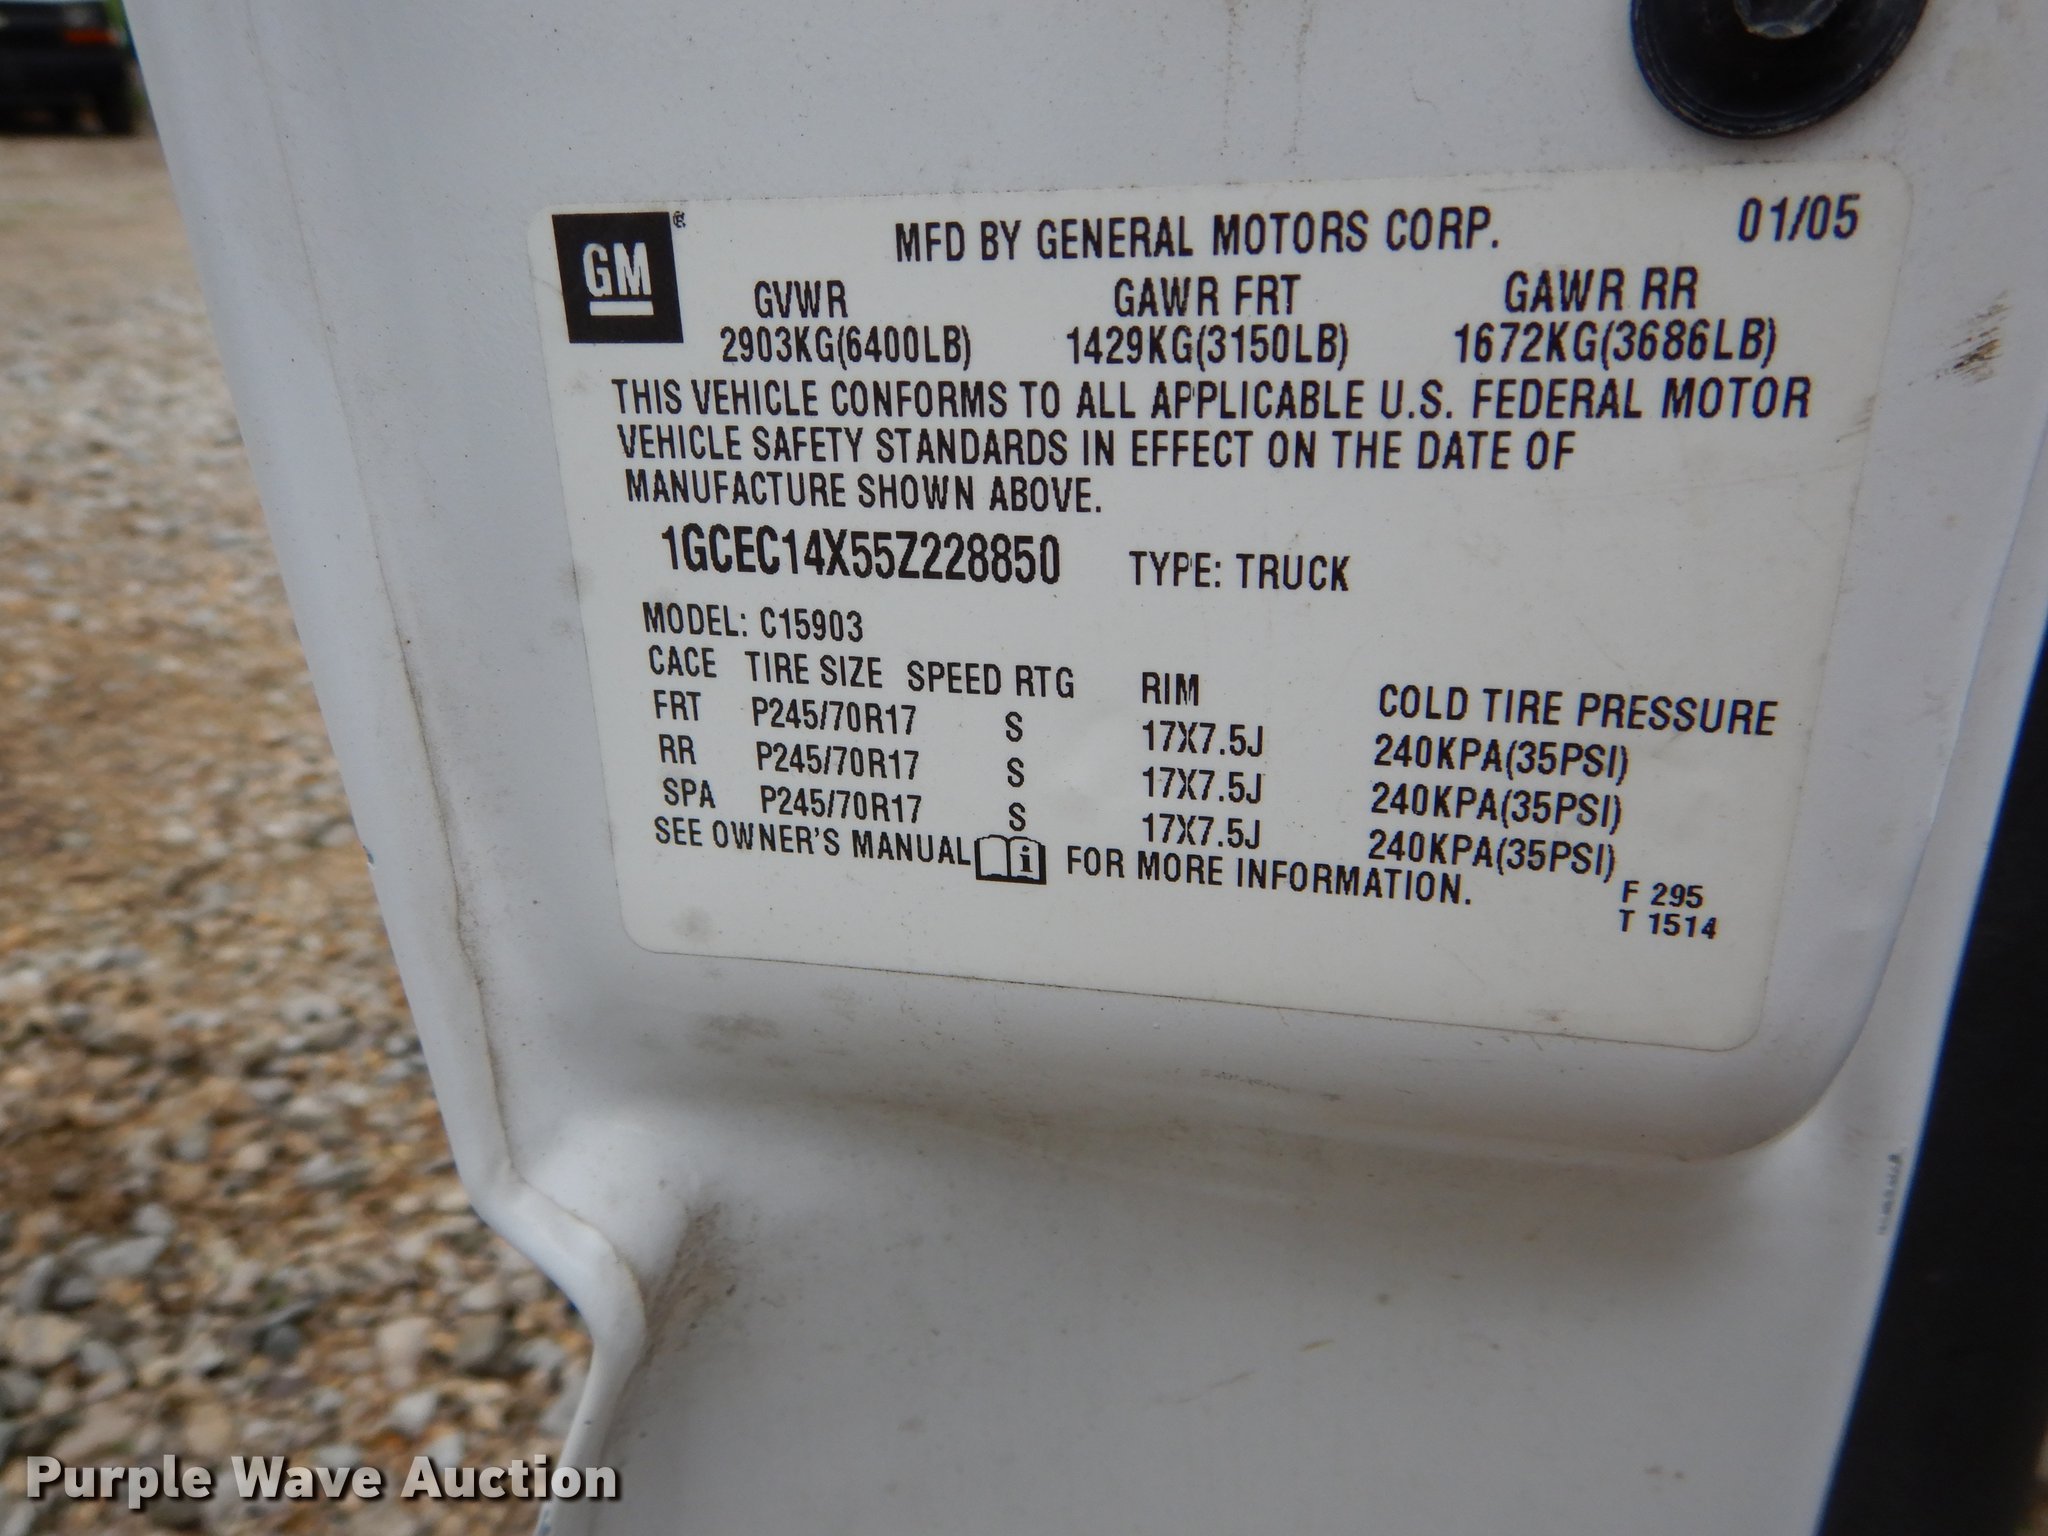 GM ®
MFD BY GENERAL MOTORS CORP. 01/05
GVWR GAWR FRT GAWR RR
2903KG(6400LB) 1429KG(3150LB) 1672KG(3686LB)
THIS VEHICLE CONFORMS TO ALL APPLICABLE U.S. FEDERAL MOTOR
VEHICLE SAFETY STANDARDS IN EFFECT ON THE DATE OF
MANUFACTURE SHOWN ABOVE.
1GCEC14X55Z228850 TYPE: TRUCK
MODEL: C15903
CACE TIRE SIZE SPEED RTG RIM COLD TIRE PRESSURE
FRT P245/70R17 S 17X7.5J 240KPA(35PSI)
RR P245/70R17 S 17X7.5J 240KPA(35PSI)
SPA P245/70R17 S 17X7.5J 240KPA(35PSI)
SEE OWNER'S MANUAL i FOR MORE INFORMATION.
F 295
T 1514
Purple Wave Auction